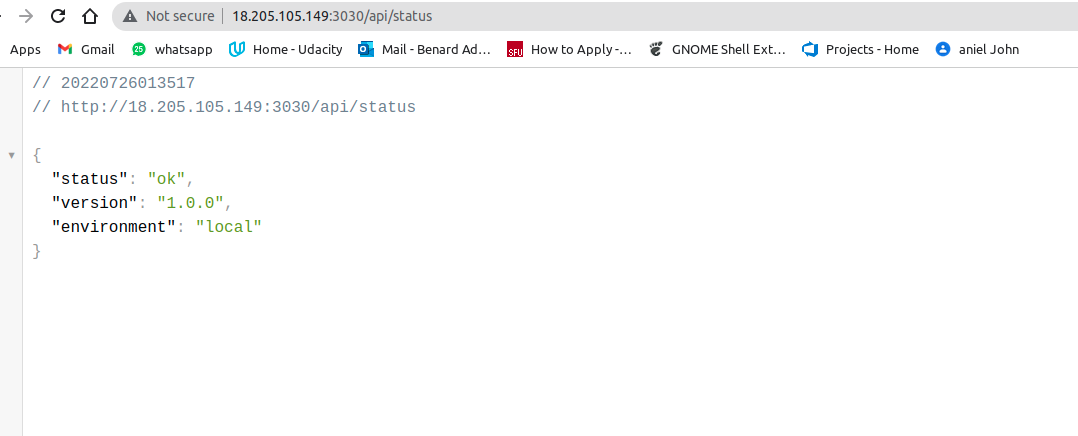 Not secure 18.205.105.149:3030/api/status
Apps Gmail 25 whatsapp Home - Udacity Mail - Benard Ad... SFU How to Apply -... GNOME Shell Ext... Projects - Home aniel John
// 20220726013517
// http://18.205.105.149:3030/api/status
{
"status": "ok",
"version": "1.0.0",
"environment": "local"
}